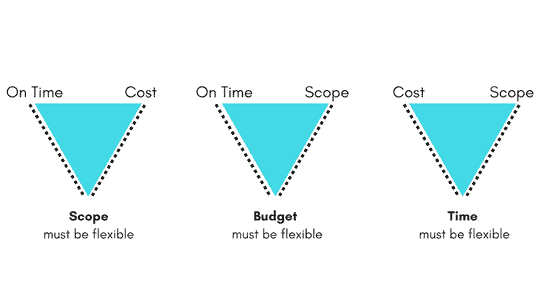 On Time Cost
Scope
must be flexible
On Time Scope
Budget
must be flexible
Cost Scope
Time
must be flexible